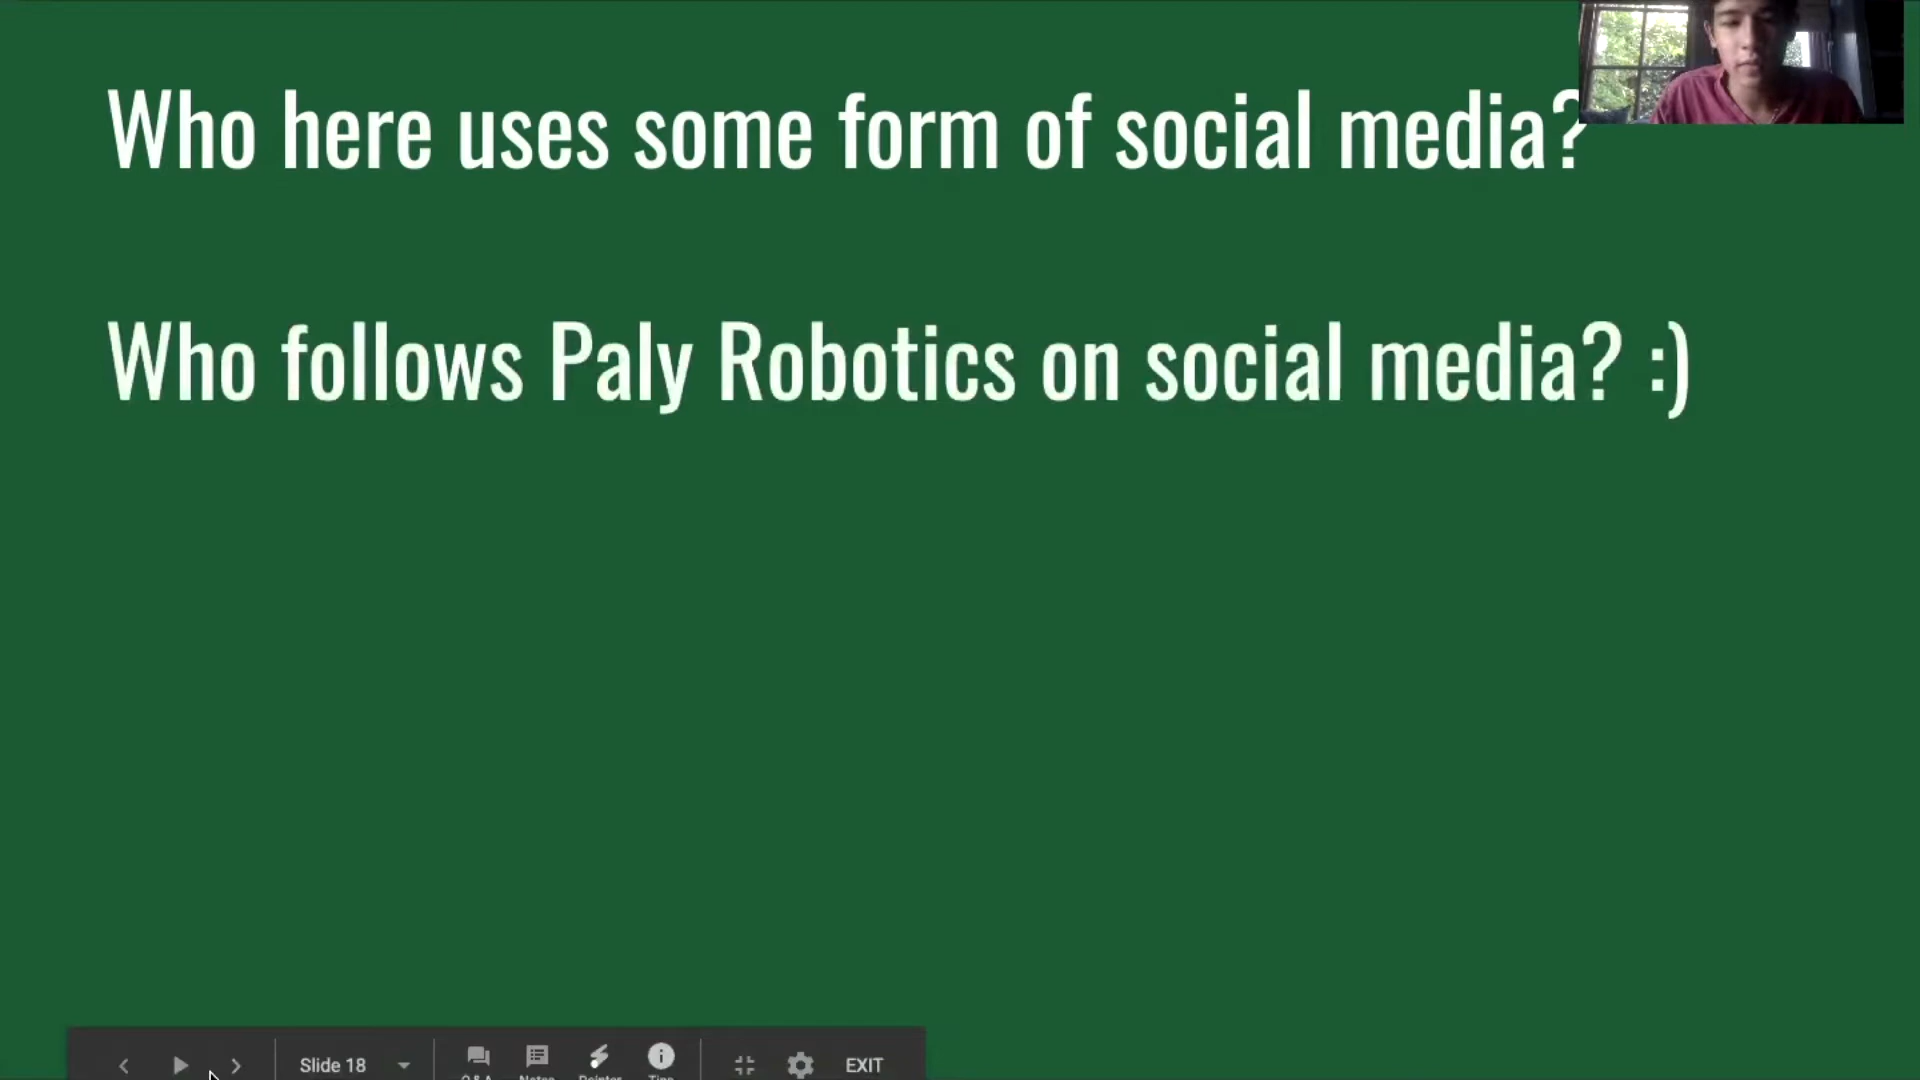 Who here uses some form of social media?
Who follows Paly Robotics on social media? :)
Slide 18
EXIT